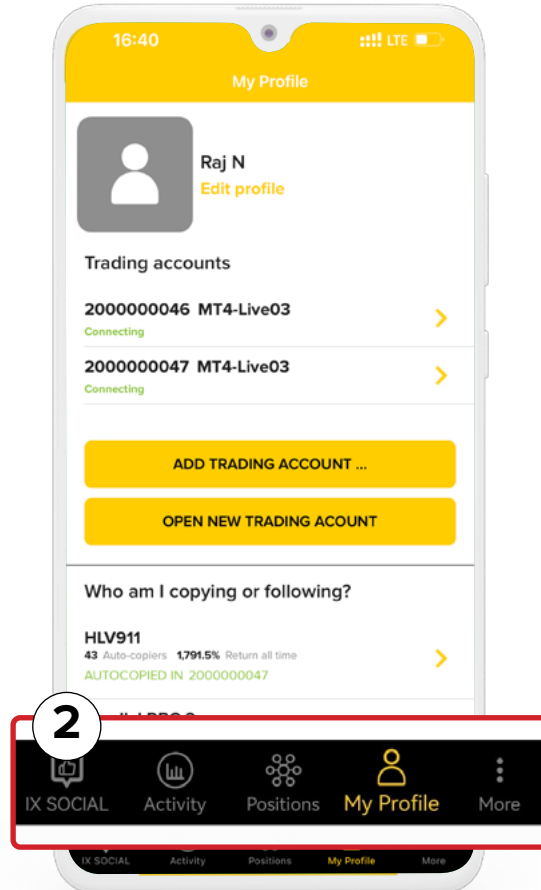 16:40
LTE
My Profile
Raj N
Edit profile
Trading accounts
2000000046 MT4-Live03
Connecting
2000000047 MT4-Live03
Connecting
ADD TRADING ACCOUNT ...
OPEN NEW TRADING ACOUNT
Who am I copying or following?
HLV911
43 Auto-copiers 1,791.5% Return all time
AUTOCOPIED IN 2000000047
2
IX SOCIAL Activity Positions My Profile More
IX SOCIAL Activity Positions My Profile More